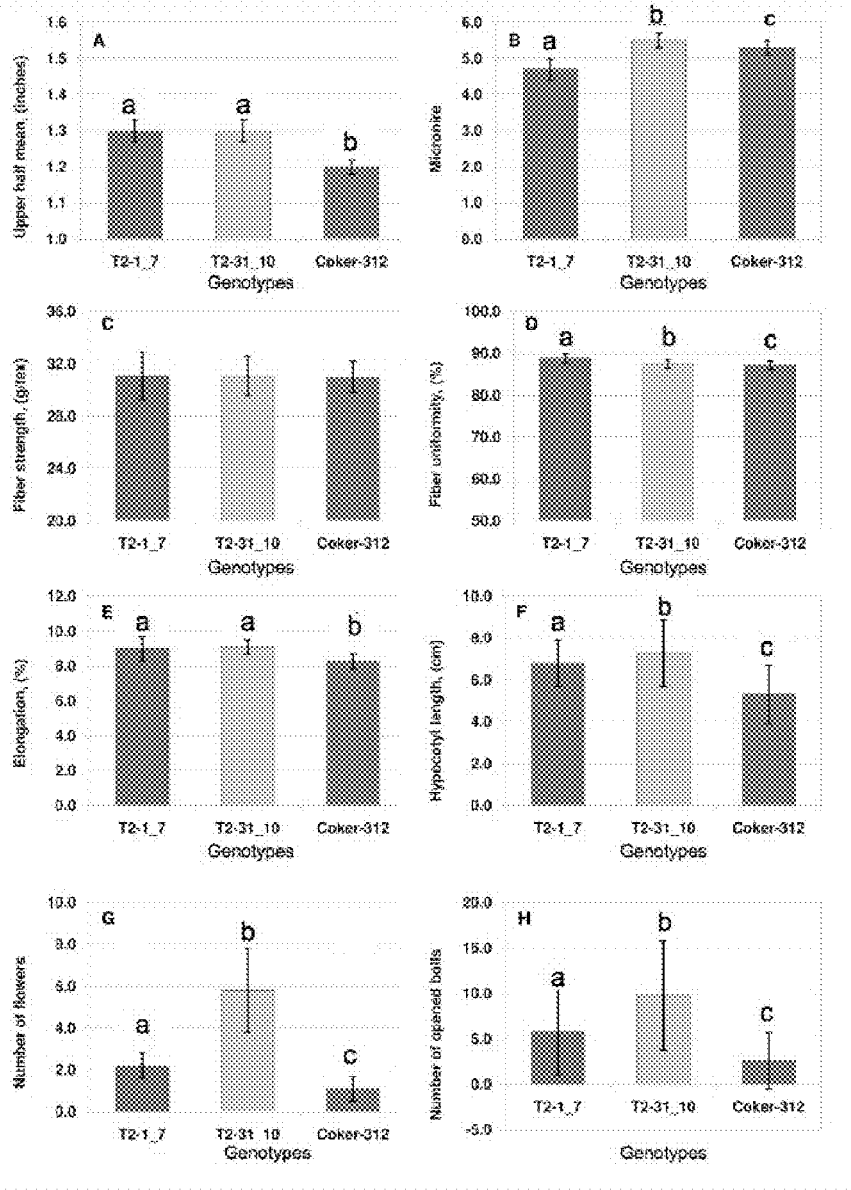 A
Upper half mean, (inches)
1.6
1.5
1.4
1.3
1.2
1.1
1.0
a
a
b
T2-1_7
T2-31_10
Coker-312
Genotypes
B
Micronire
6.0
5.0
4.0
3.0
2.0
1.0
0.0
a
b
c
T2-1_7
T2-31_10
Coker-312
Genotypes
C
Fiber strength, (g/tex)
36.0
32.0
28.0
24.0
20.0
T2-1_7
T2-31_10
Coker-312
Genotypes
D
Fiber uniformity, (%)
100.0
90.0
80.0
70.0
60.0
50.0
a
b
c
T2-1_7
T2-31_10
Coker-312
Genotypes
E
Elongation, (%)
12.0
10.0
8.0
6.0
4.0
2.0
0.0
a
a
b
T2-1_7
T2-31_10
Coker-312
Genotypes
F
Hypocotyl length, (cm)
10.0
8.0
6.0
4.0
2.0
0.0
a
b
c
T2-1_7
T2-31_10
Coker-312
Genotypes
G
Number of flowers
10.0
8.0
6.0
4.0
2.0
0.0
a
b
c
T2-1_7
T2-31_10
Coker-312
Genotypes
H
Number of opened bolls
20.0
15.0
10.0
5.0
0.0
-5.0
a
b
c
T2-1_7
T2-31_10
Coker-312
Genotypes